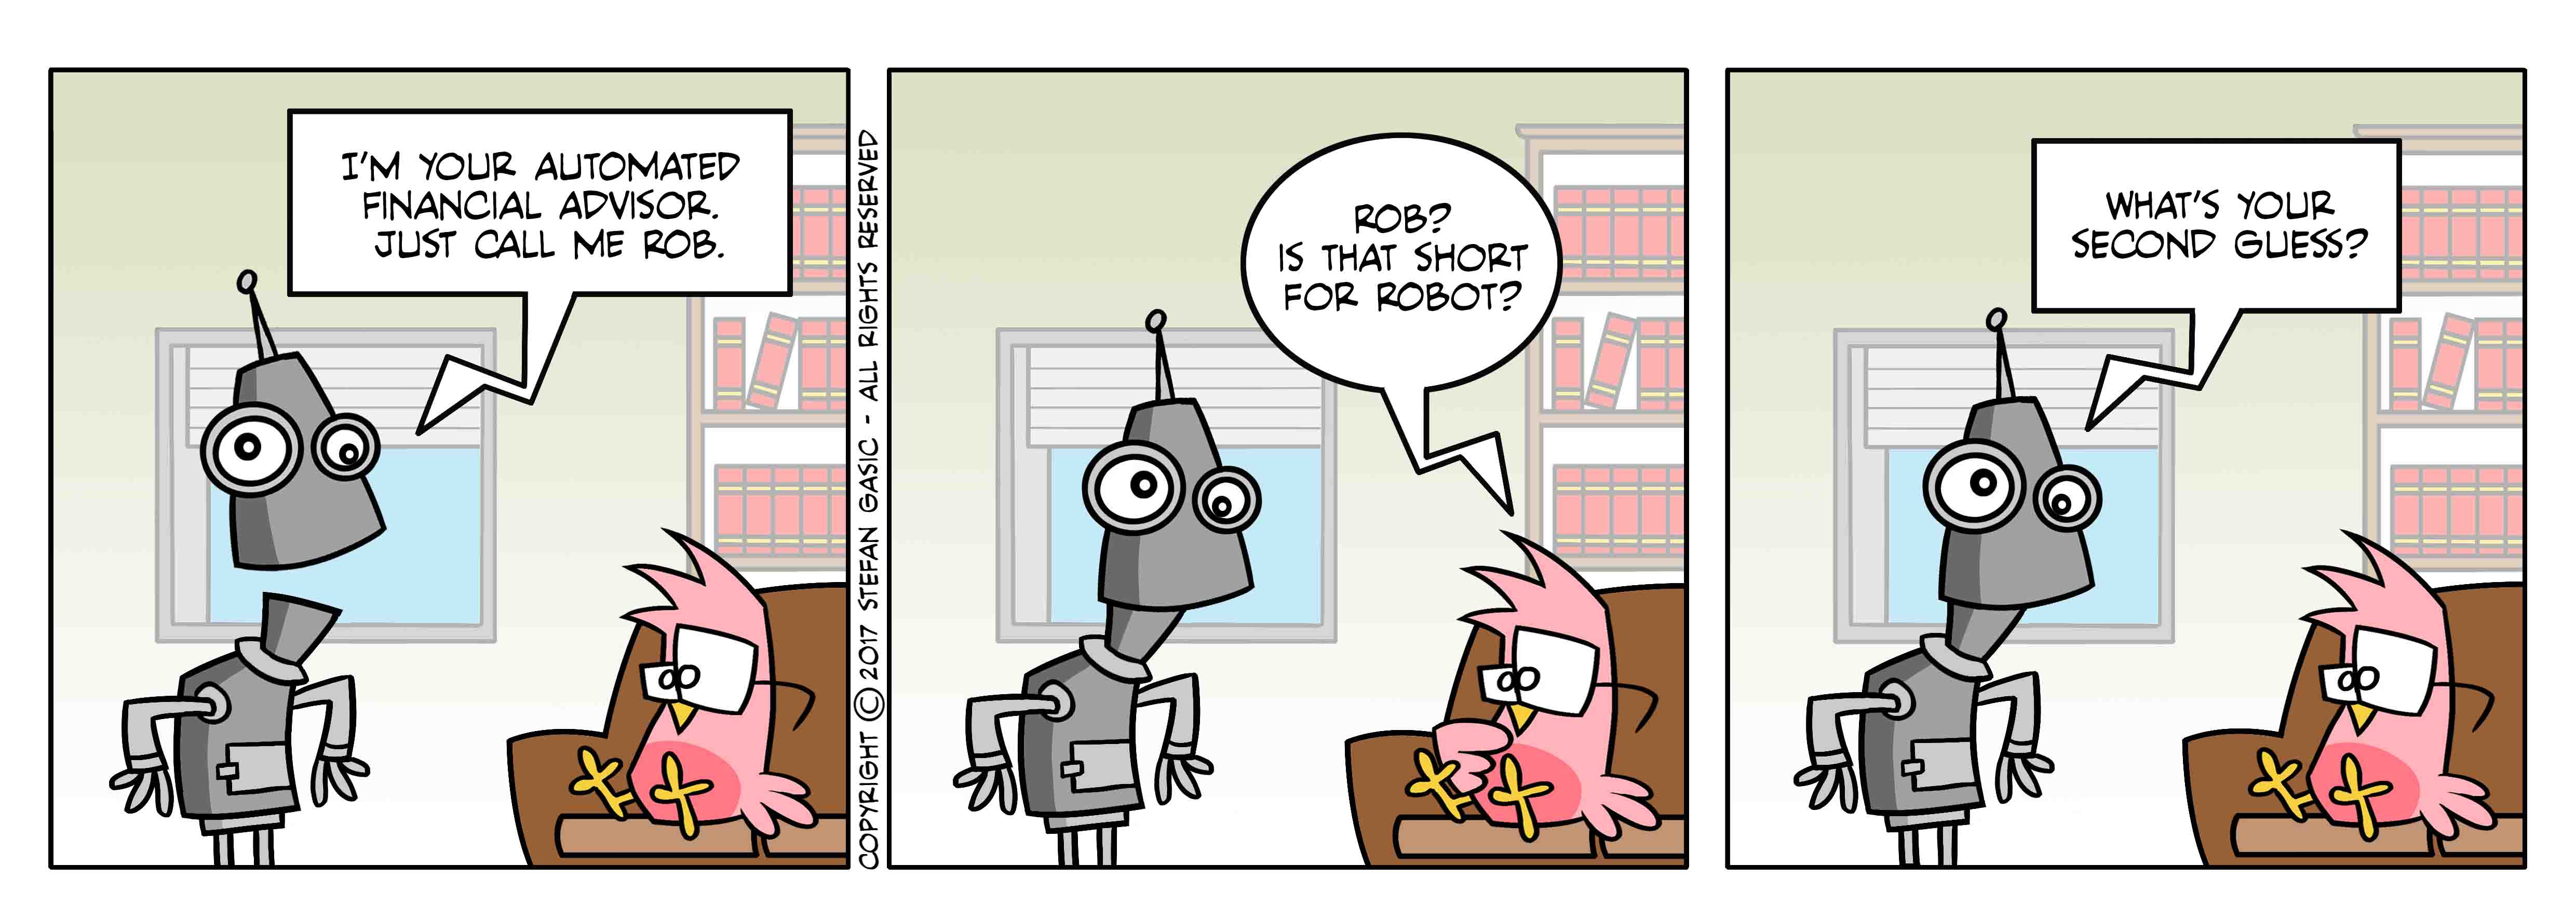 I'M YOUR AUTOMATED
FINANCIAL ADVISOR.
JUST CALL ME ROB.
COPYRIGHT © 2017 STEFAN GASIC - ALL RIGHTS RESERVED
ROB?
IS THAT SHORT
FOR ROBOT?
WHAT'S YOUR
SECOND GUESS?